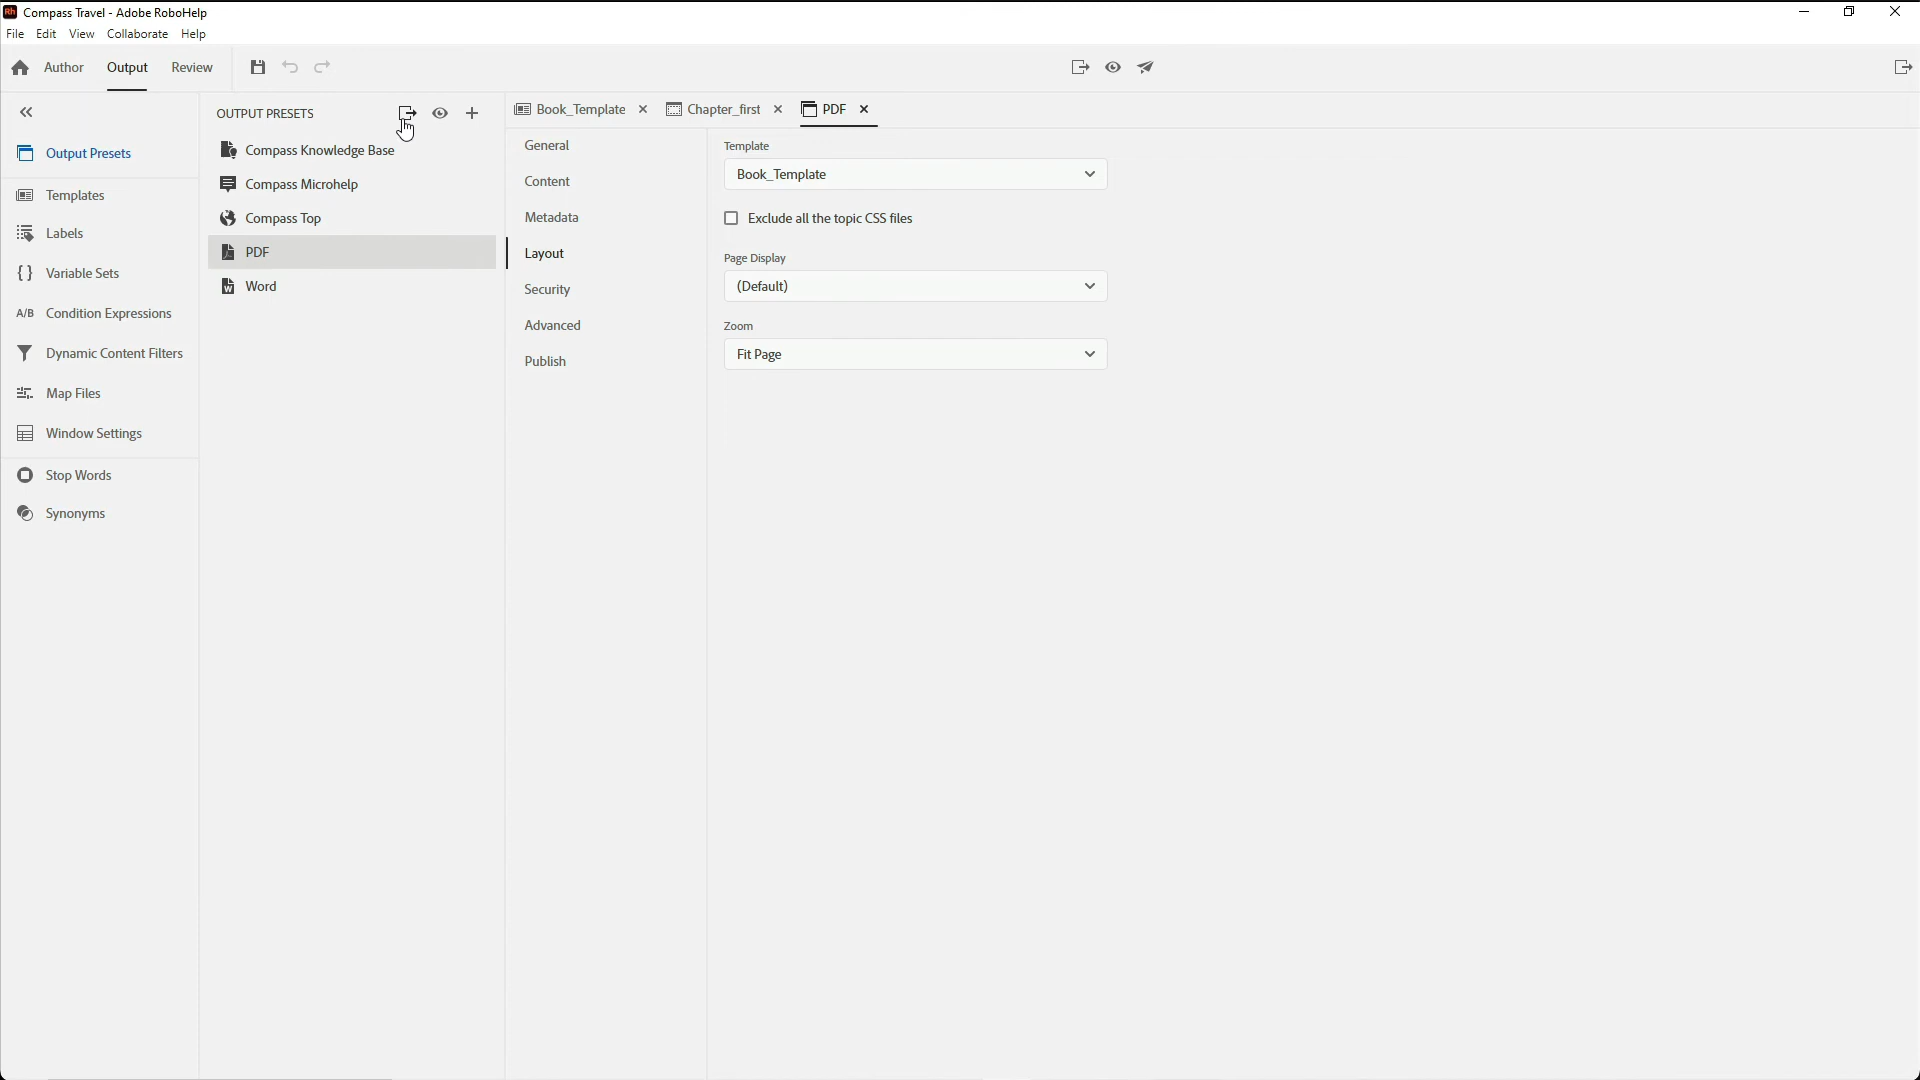 Rh Compass Travel - Adobe RoboHelp
File Edit View Collaborate Help
Author Output Review
OUTPUT PRESETS
Book_Template Chapter_first PDF
Output Presets
Templates
Labels
Variable Sets
A/B Condition Expressions
Dynamic Content Filters
Map Files
Window Settings
Stop Words
Synonyms
Compass Knowledge Base
Compass Microhelp
Compass Top
PDF
Word
General
Content
Metadata
Layout
Security
Advanced
Publish
Template
Book_Template
Exclude all the topic CSS files
Page Display
(Default)
Zoom
Fit Page